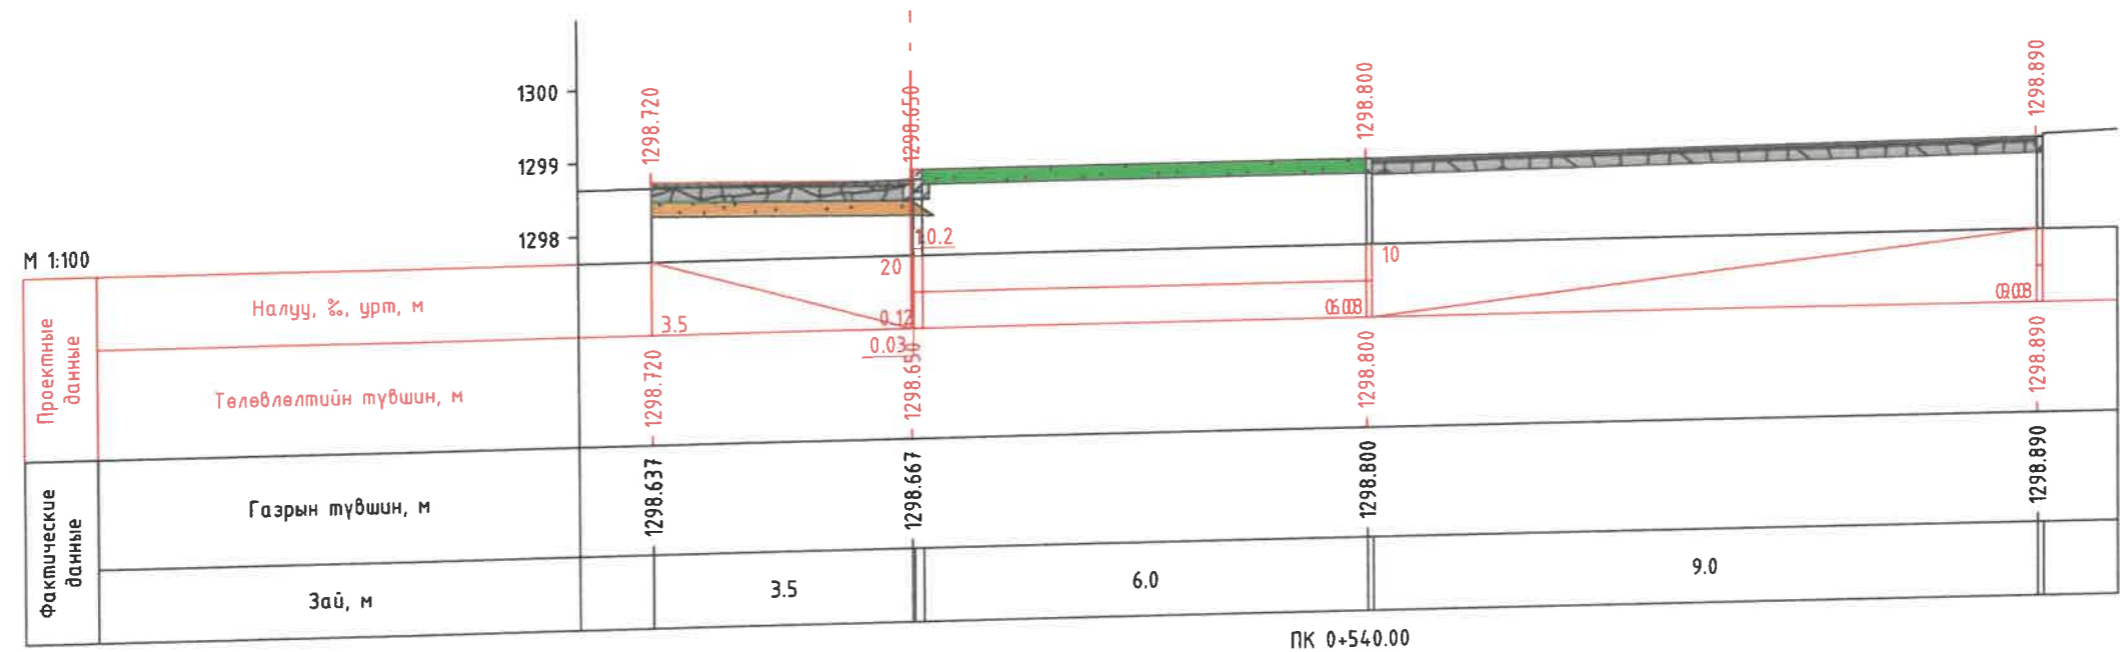 1298.720
1298.650
1298.800
1298.890
1300
1299
1298
М 1:100
Проектные данные
Налуу, ‰, урт, м
3.5
20
0.12
0.03
10
Төлөвлөлтийн түвшин, м
1298.720
1298.650
1298.800
1298.890
Фактические данные
Газрын түвшин, м
1298.637
1298.667
1298.800
1298.890
Зай, м
3.5
6.0
9.0
ПК 0+540.00